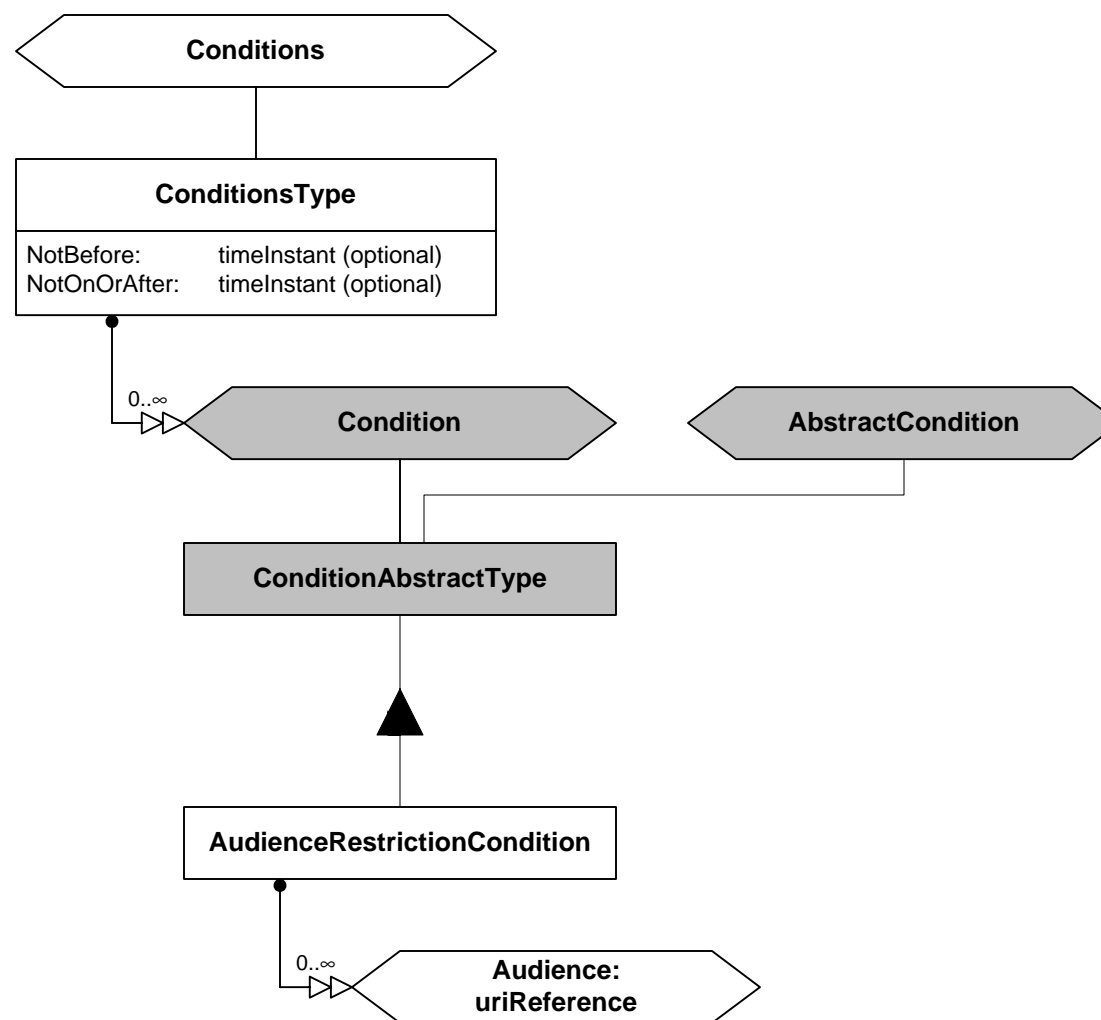 Conditions
ConditionsType
NotBefore: timeInstant (optional)
NotOnOrAfter: timeInstant (optional)
0..∞
Condition
AbstractCondition
ConditionAbstractType
AudienceRestrictionCondition
0..∞
Audience:
uriReference